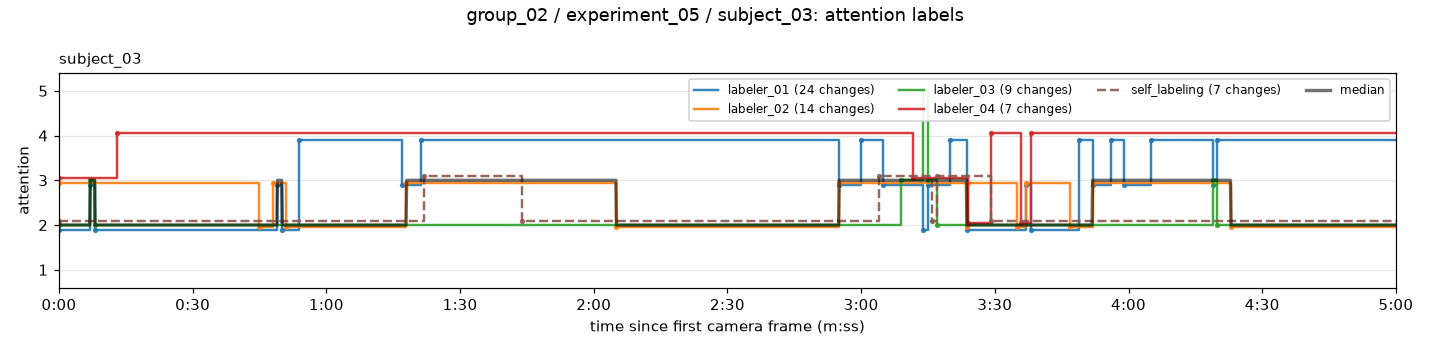 group_02 / experiment_05 / subject_03: attention labels
subject_03
labeler_01 (24 changes)
labeler_02 (14 changes)
labeler_03 (9 changes)
labeler_04 (7 changes)
self_labeling (7 changes)
median
attention
5
4
3
2
1
0:00 0:30 1:00 1:30 2:00 2:30 3:00 3:30 4:00 4:30 5:00
time since first camera frame (m:ss)